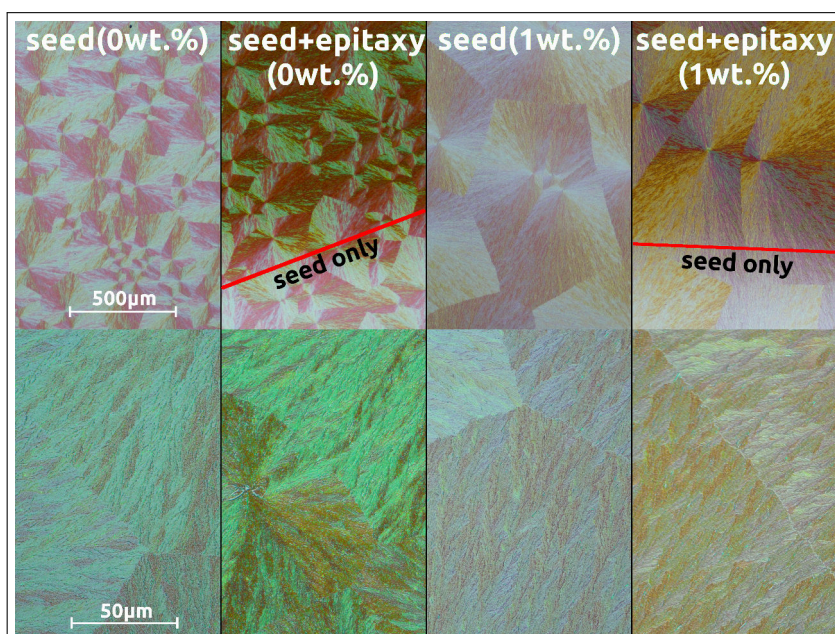 seed(0wt.%)
seed+epitaxy
(0wt.%)
seed(1wt.%)
seed+epitaxy
(1wt.%)
seed only
seed only
500µm
50µm